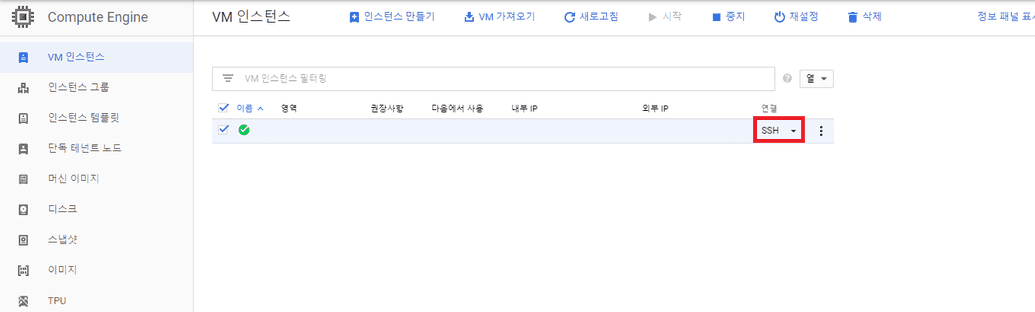 Compute Engine
VM 인스턴스 인스턴스 만들기 VM 가져오기 새로고침 시작 중지 재설정 삭제 정보 패널 표시
VM 인스턴스
인스턴스 그룹
인스턴스 템플릿
단독 테넌트 노드
머신 이미지
디스크
스냅샷
이미지
TPU
VM 인스턴스 필터링 열
이름 영역 권장사항 다음에서 사용 내부 IP 외부 IP 연결
SSH